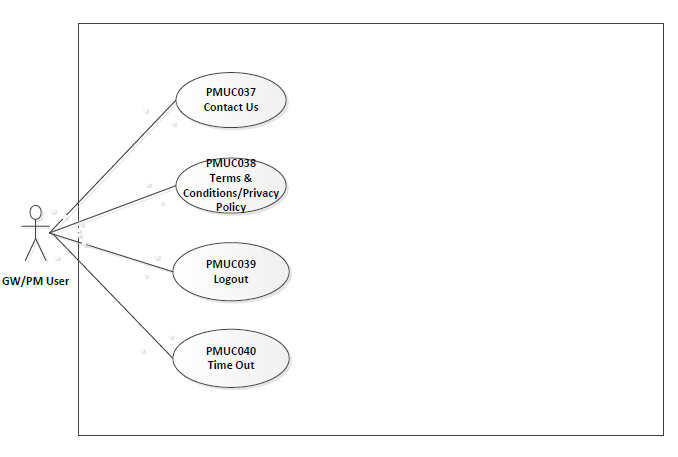 PMUC037
Contact Us
PMUC038
Terms &
Conditions/Privacy
Policy
GW/PM User
PMUC039
Logout
PMUC040
Time Out